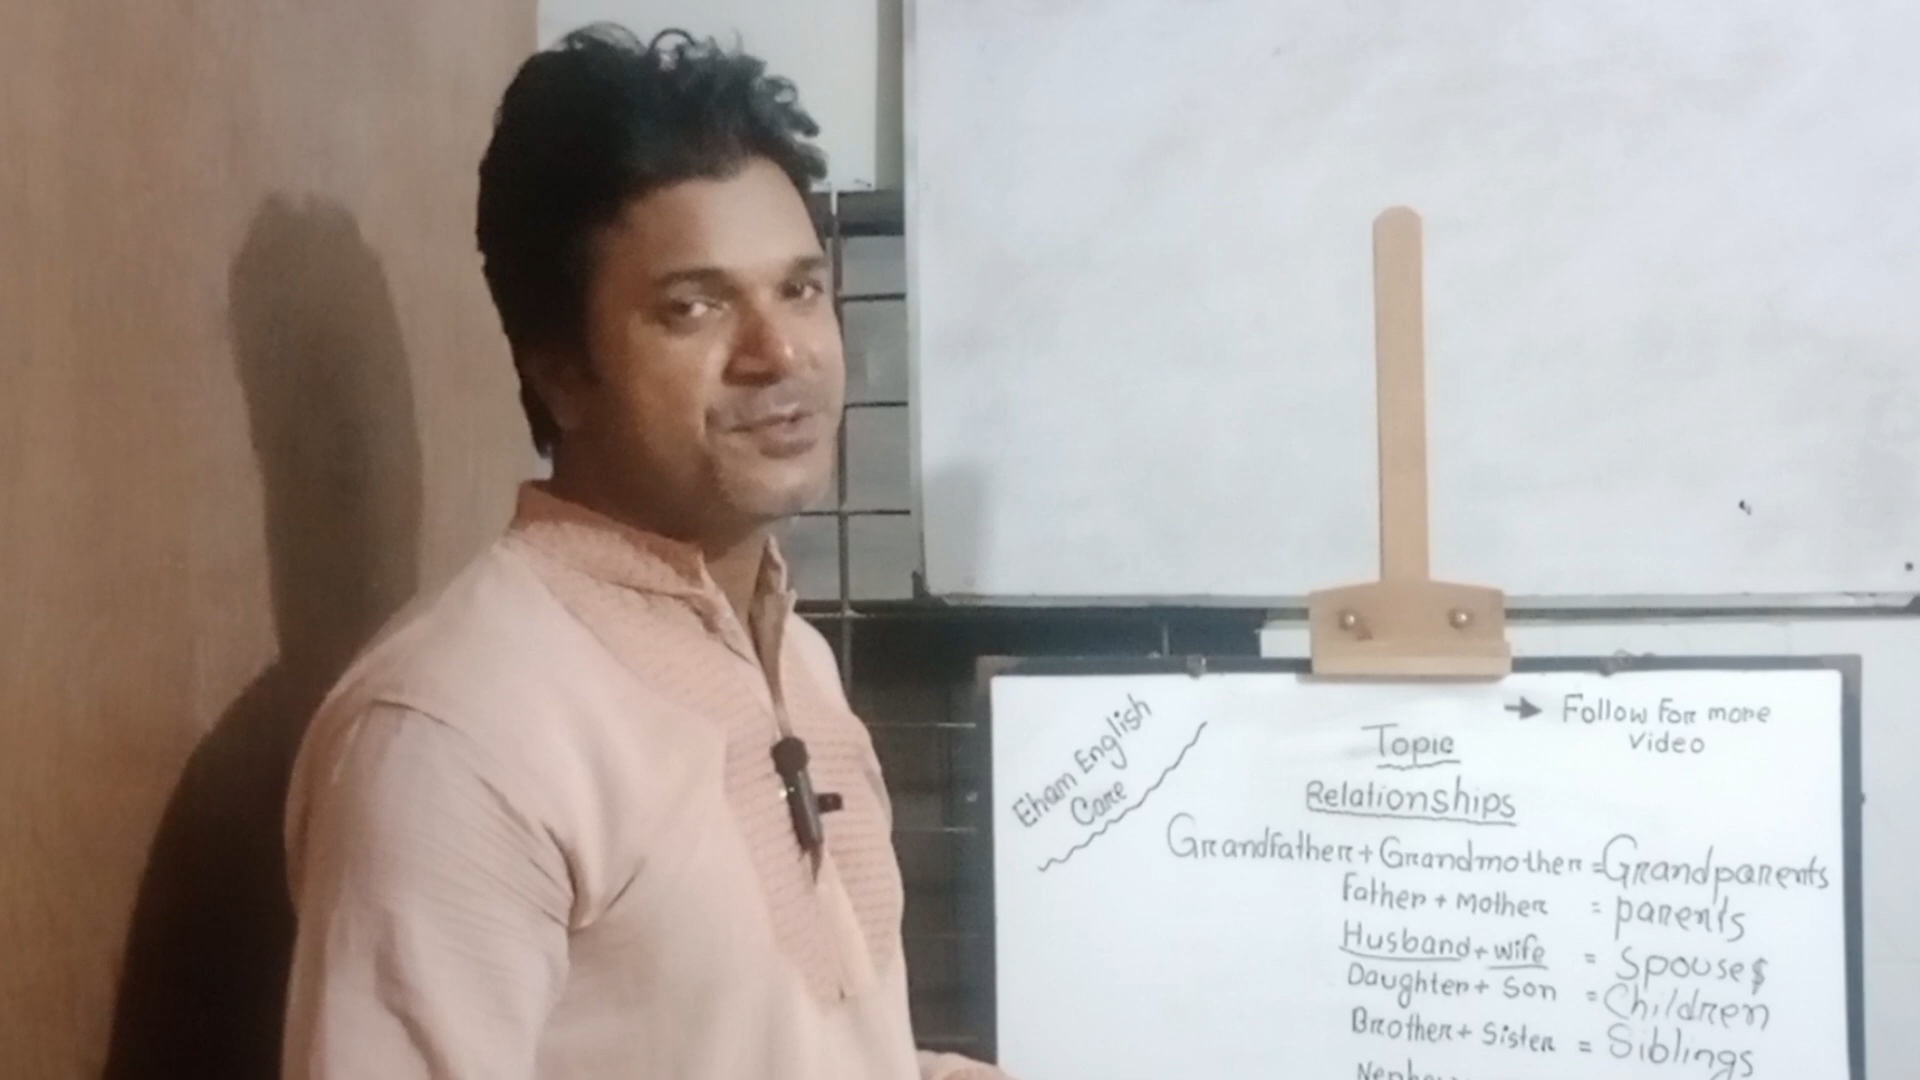 Eham English
Care
→ Follow For more
Video
Topic
Relationships
Grandfather + Grandmother = Grandparents
Father + Mother = parents
Husband + wife = Spouses
Daughter + Son = Children
Brother + Sister = Siblings